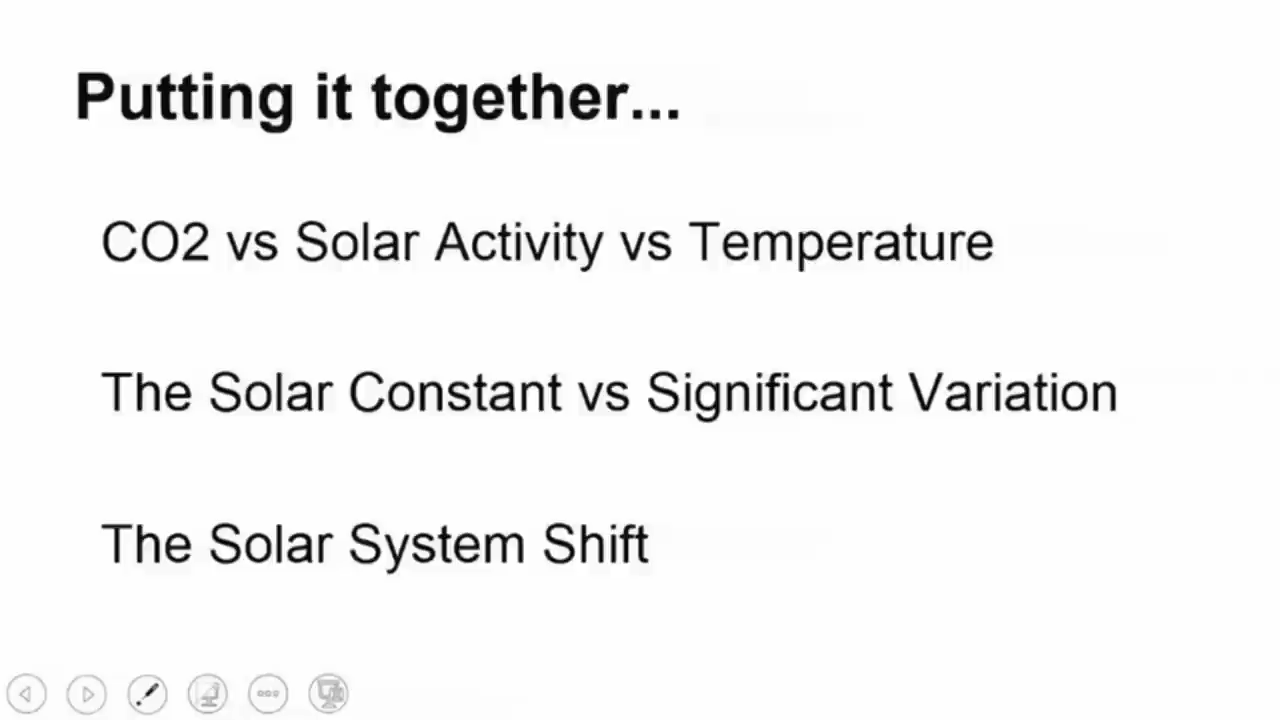 Putting it together...
CO2 vs Solar Activity vs Temperature
The Solar Constant vs Significant Variation
The Solar System Shift